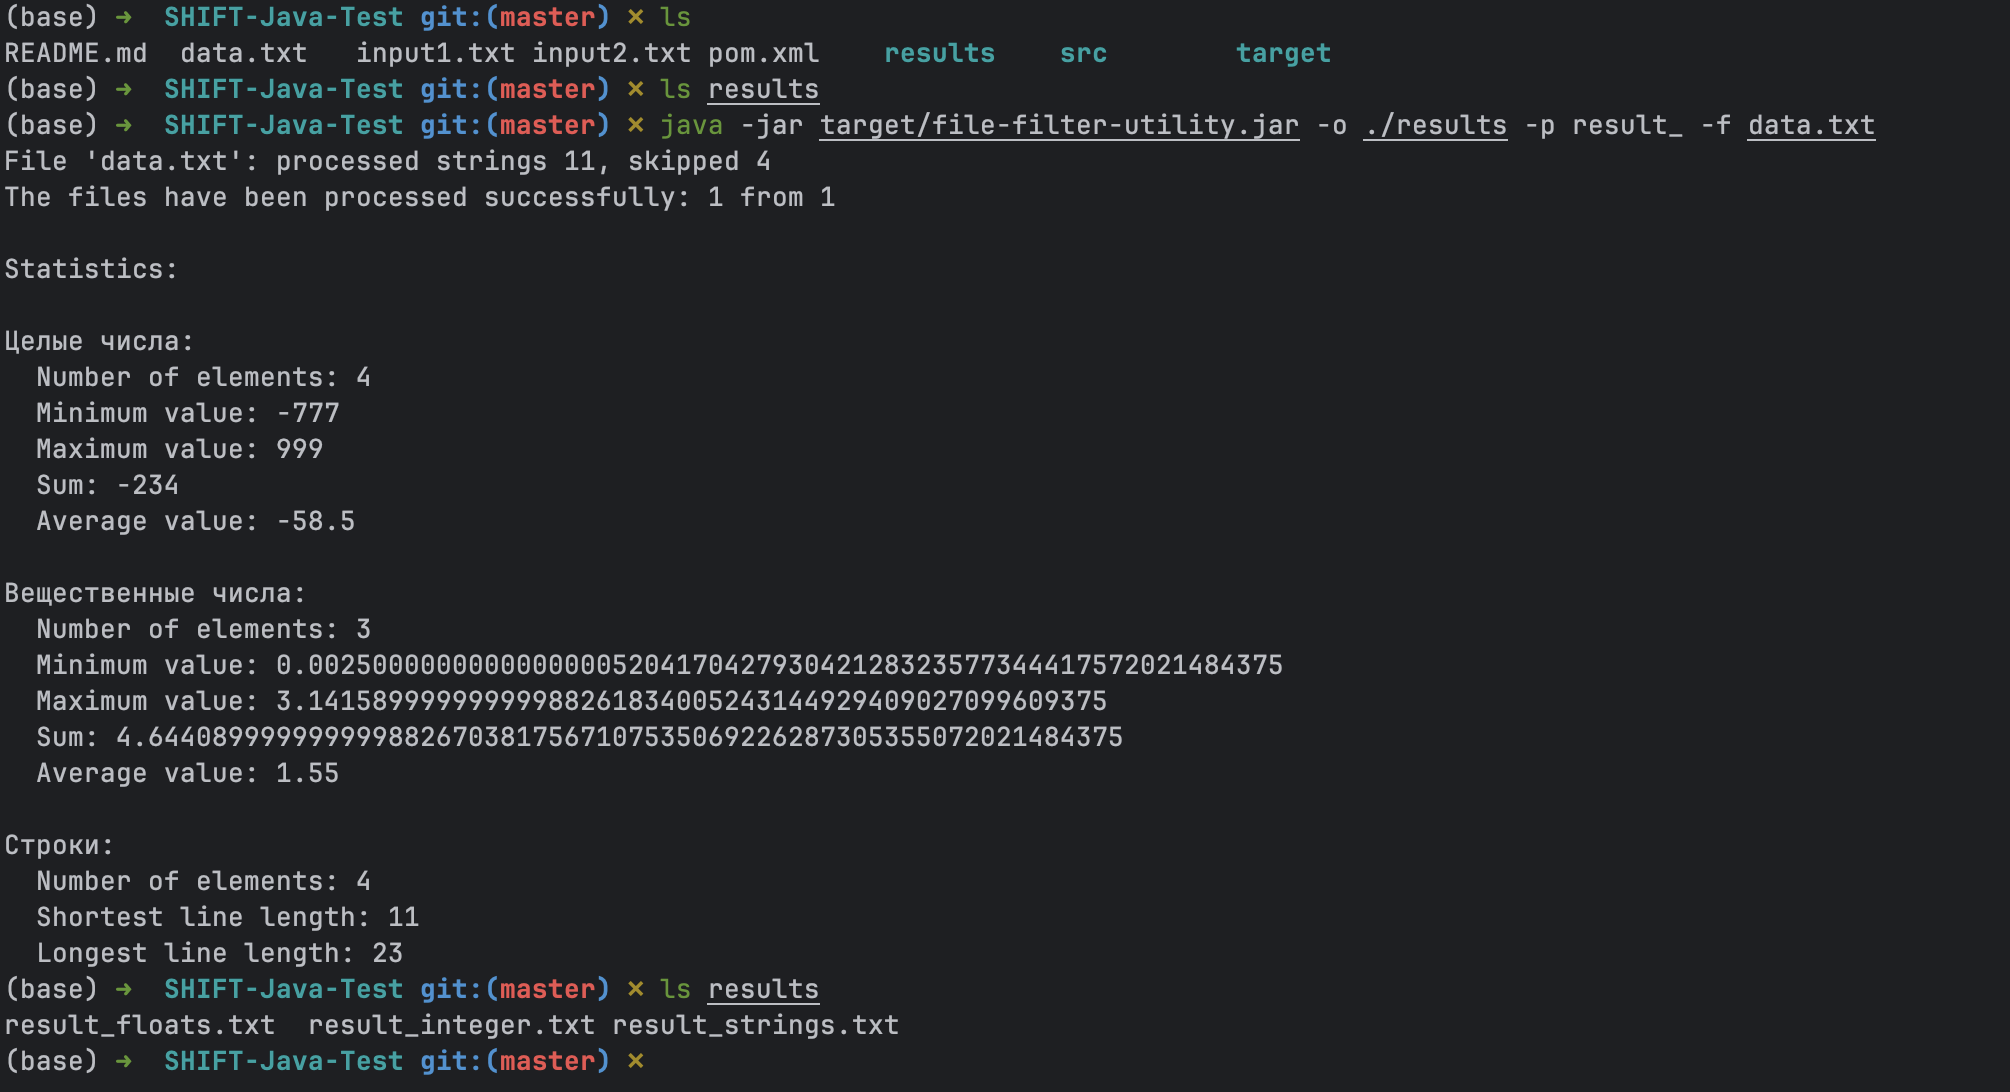 (base) ➜  SHIFT-Java-Test git:(master) ✗ ls
README.md  data.txt   input1.txt input2.txt pom.xml    results    src        target
(base) ➜  SHIFT-Java-Test git:(master) ✗ ls results
(base) ➜  SHIFT-Java-Test git:(master) ✗ java -jar target/file-filter-utility.jar -o ./results -p result_ -f data.txt
File 'data.txt': processed strings 11, skipped 4
The files have been processed successfully: 1 from 1

Statistics:

Целые числа:
  Number of elements: 4
  Minimum value: -777
  Maximum value: 999
  Sum: -234
  Average value: -58.5

Вещественные числа:
  Number of elements: 3
  Minimum value: 0.0025000000000000000520417042793042128323577344417572021484375
  Maximum value: 3.14158999999999988261834005243144929409027099609375
  Sum: 4.6440899999999998826703817567107535069226287305355072021484375
  Average value: 1.55

Строки:
  Number of elements: 4
  Shortest line length: 11
  Longest line length: 23
(base) ➜  SHIFT-Java-Test git:(master) ✗ ls results
result_floats.txt  result_integer.txt result_strings.txt
(base) ➜  SHIFT-Java-Test git:(master) ✗